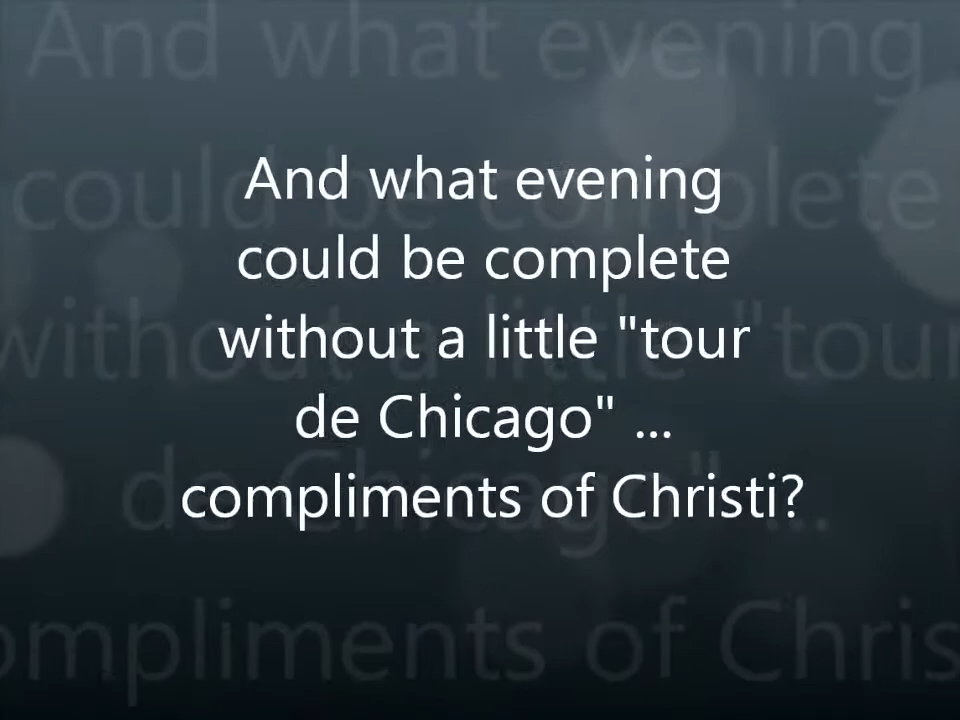 And what evening
could be complete
without a little "tour
de Chicago" ...
compliments of Christi?